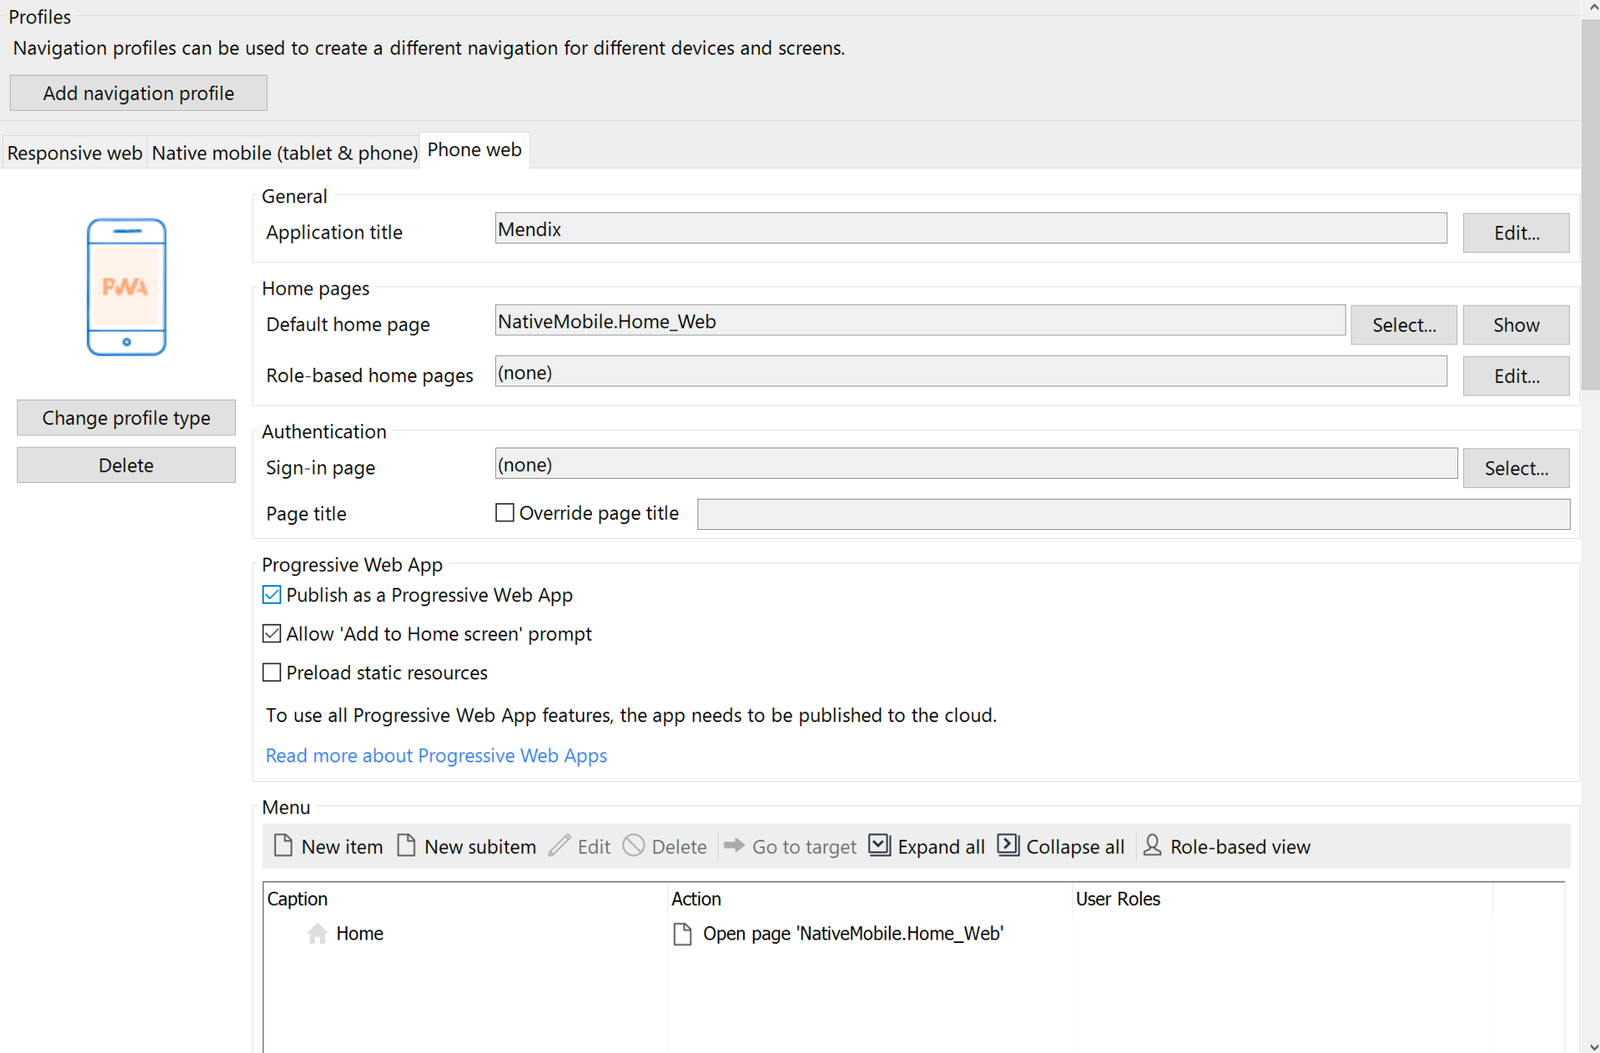 Profiles
Navigation profiles can be used to create a different navigation for different devices and screens.
Add navigation profile
Responsive web Native mobile (tablet & phone) Phone web
PWA
Change profile type
Delete
General
Application title Mendix Edit...
Home pages
Default home page NativeMobile.Home_Web Select... Show
Role-based home pages (none) Edit...
Authentication
Sign-in page (none) Select...
Page title Override page title
Progressive Web App
Publish as a Progressive Web App
Allow 'Add to Home screen' prompt
Preload static resources
To use all Progressive Web App features, the app needs to be published to the cloud.
Read more about Progressive Web Apps
Menu
New item New subitem Edit Delete Go to target Expand all Collapse all Role-based view
Caption Action User Roles
Home Open page 'NativeMobile.Home_Web'